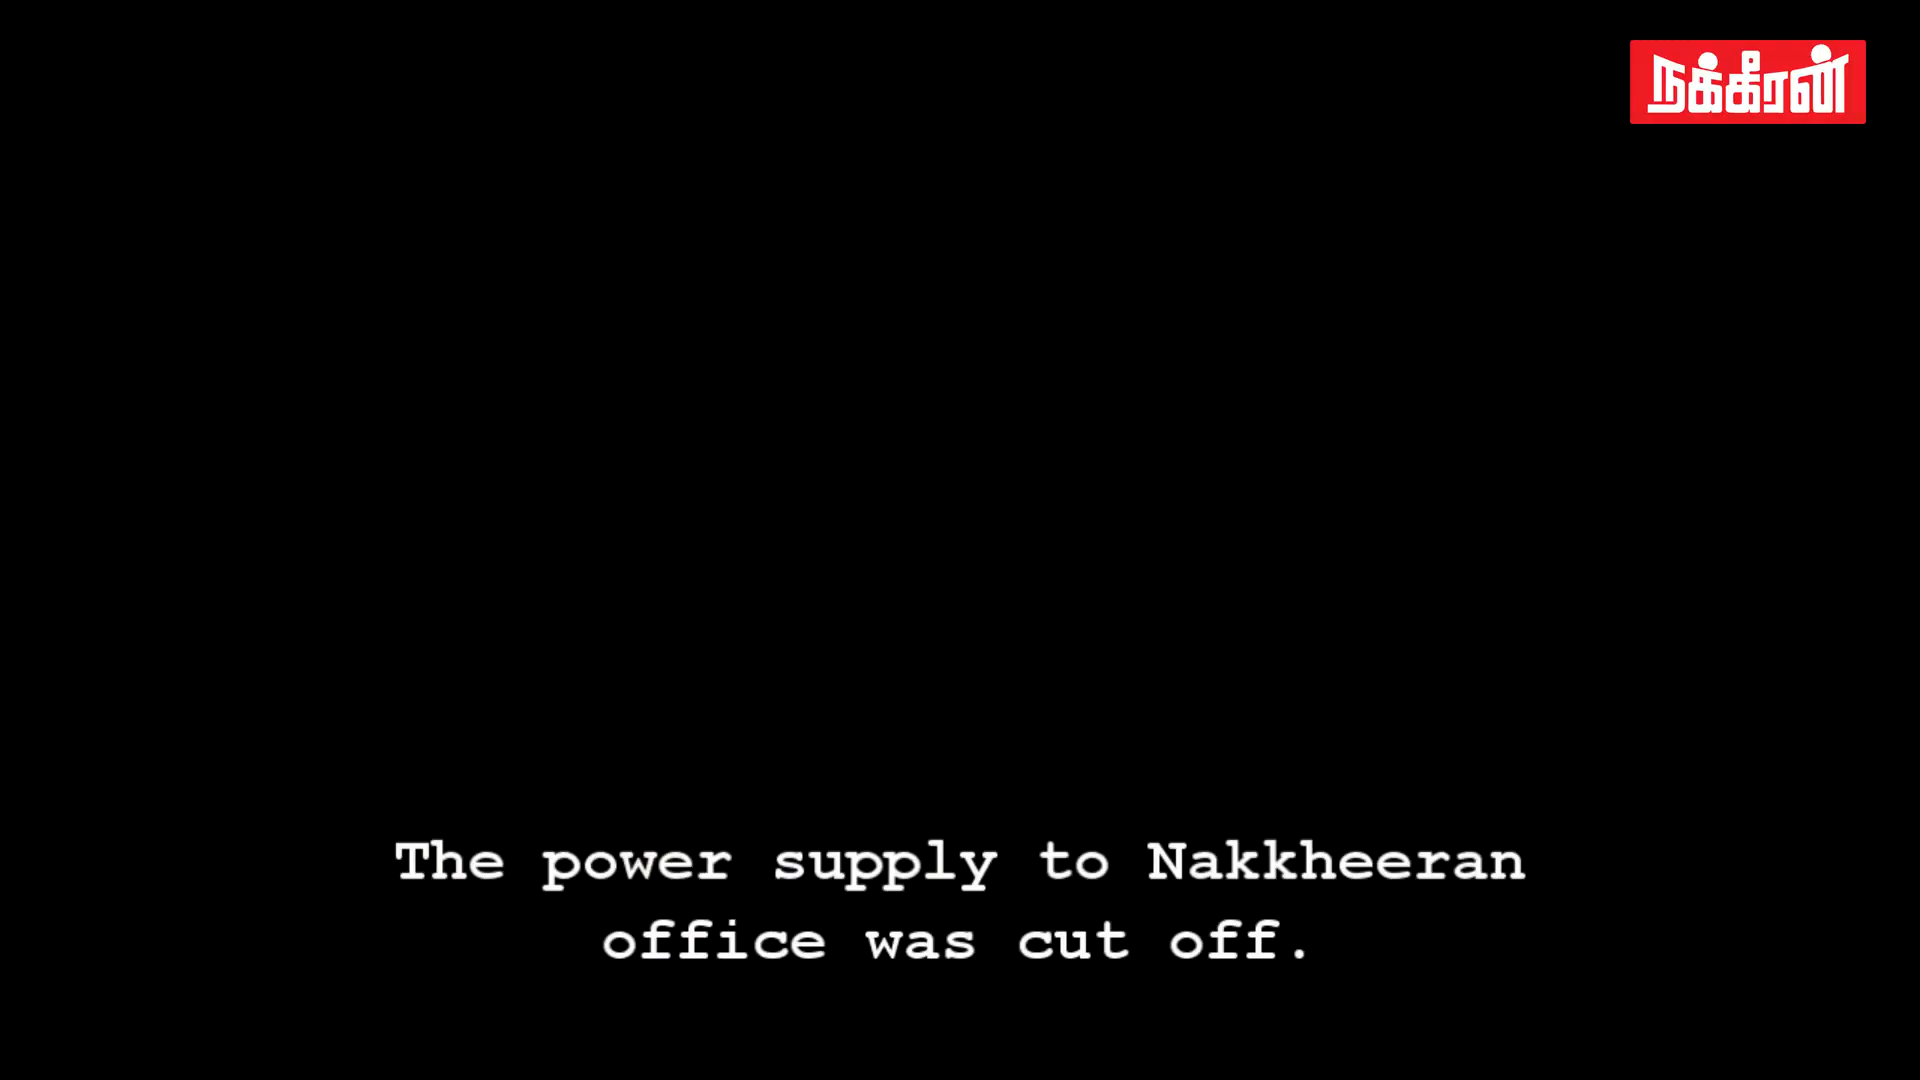 நக்கீரன்
The power supply to Nakkheeran
office was cut off.